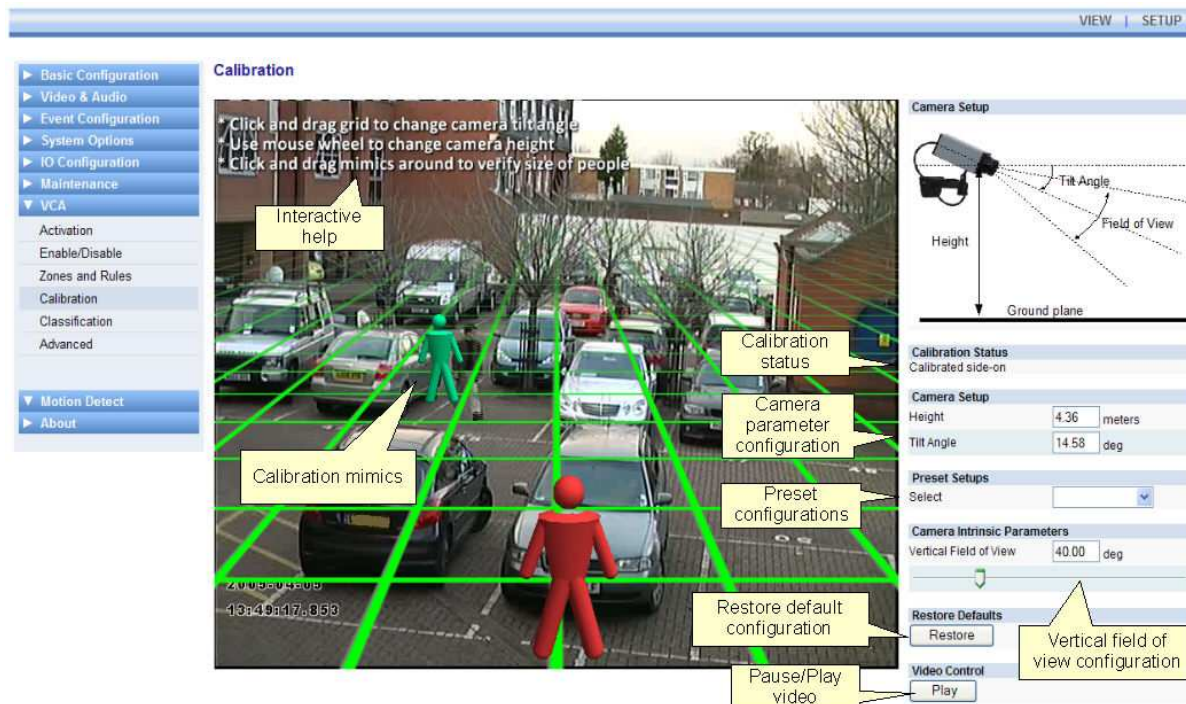 VIEW | SETUP
Basic Configuration
Video & Audio
Event Configuration
System Options
IO Configuration
Maintenance
VCA
Activation
Enable/Disable
Zones and Rules
Calibration
Classification
Advanced
Motion Detect
About
Calibration
* Click and drag grid to change camera tilt angle
* Use mouse wheel to change camera height
* Click and drag mimics around to verify size of people
Interactive
help
Calibration mimics
13:49:17.853
Camera Setup
Tilt Angle
Field of View
Height
Ground plane
Calibration
status
Calibration Status
Calibrated side-on
Camera
parameter
configuration
Camera Setup
Height 4.36 meters
Tilt Angle 14.58 deg
Preset
configurations
Preset Setups
Select
Camera Intrinsic Parameters
Vertical Field of View 40.00 deg
Vertical field of
view configuration
Restore default
configuration
Restore Defaults
Restore
Pause/Play
video
Video Control
Play